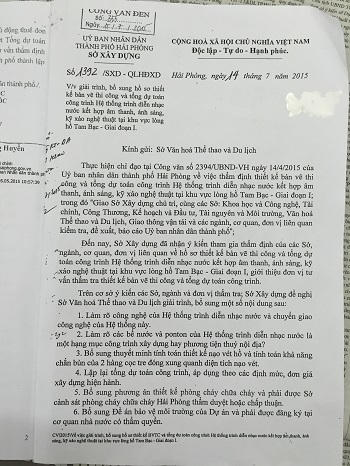 CÔNG VĂN ĐẾN
Số:
Ngày
ỦY BAN NHÂN DÂN
THÀNH PHỐ HẢI PHÒNG
SỞ XÂY DỰNG
CỘNG HOÀ XÃ HỘI CHỦ NGHĨA VIỆT NAM
Độc lập - Tự do - Hạnh phúc.
Số 1392 /SXD - QLHĐXD
Hải Phòng, ngày 14 tháng 7 năm 2015
V/v giải trình, bổ sung hồ sơ thiết
kế bản vẽ thi công và tổng dự toán
công trình Hệ thống trình diễn nhạc
nước kết hợp âm thanh, ánh sáng,
kỹ xảo nghệ thuật tại khu vực lòng
hồ Tam Bạc - Giai đoạn I.
Kính gửi: Sở Văn hoá Thể thao và Du lịch
Thực hiện chỉ đạo tại Công văn số 2394/UBND-VH ngày 14/4/2015 của
Uỷ ban nhân dân thành phố Hải Phòng về việc thẩm định thiết kế bản vẽ thi
công và tổng dự toán công trình Hệ thống trình diễn nhạc nước kết hợp âm
thanh, ánh sáng, kỹ xảo nghệ thuật tại khu vực lòng hồ Tam Bạc - Giai đoạn I;
trong đó "Giao Sở Xây dựng chủ trì, cùng các Sở: Khoa học và Công nghệ, Tài
chính, Công Thương, Kế hoạch và Đầu tư, Tài nguyên và Môi trường, Văn hoá
Thể thao và Du lịch, Giao thông vận tải và các ngành, cơ quan, đơn vị liên quan
kiểm tra, đề xuất, báo cáo Uỷ ban nhân dân thành phố";
Đến nay, Sở Xây dựng đã nhận ý kiến tham gia thẩm định của các Sở,
ngành, cơ quan, đơn vị liên quan về hồ sơ thiết kế bản vẽ thi công và tổng dự
toán công trình Hệ thống trình diễn nhạc nước kết hợp âm thanh, ánh sáng, kỹ
xảo nghệ thuật tại khu vực lòng hồ Tam Bạc - Giai đoạn I, giới thiệu đơn vị tư
vấn thẩm tra thiết kế bản vẽ thi công và tổng dự toán công trình.
Trên cơ sở ý kiến các Sở, ngành và đơn vị thẩm tra; Sở Xây dựng đề nghị
Sở Văn hoá Thể thao và Du lịch giải trình, bổ sung một số nội dung sau:
1. Làm rõ công nghệ của Hệ thống trình diễn nhạc nước và chuyển giao
công nghệ của Hệ thống này.
2. Làm rõ các bể nước và ponton của Hệ thống trình diễn nhạc nước là
một hạng mục công trình xây dựng hay phương tiện thuỷ nội địa?
3. Bổ sung thuyết minh tính toán thiết kế nạo vét hồ và tính toán khả năng
chắn bùn của 2 hàng cọc tre đóng xung quanh diện tích nạo vét.
4. Lập lại tổng dự toán công trình, áp dụng theo các định mức, đơn giá
xây dựng hiện hành.
5. Bổ sung phương án thiết kế phòng cháy chữa cháy và phải được Sở
cảnh sát phòng cháy chữa cháy Hải Phòng thẩm duyệt hoặc chấp thuận.
6. Bổ sung Đề án bảo vệ môi trường của Dự án và phải được đăng ký tại
cơ quan nhà nước có thẩm quyền.
2